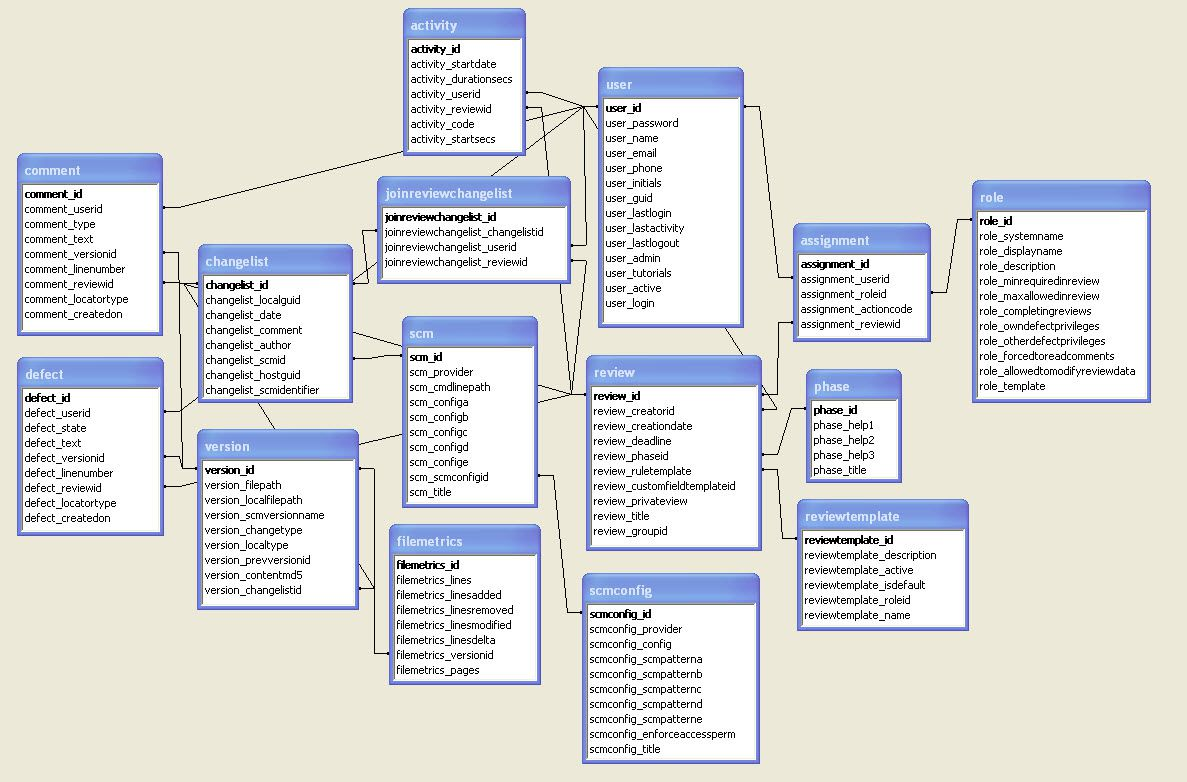 activity
activity_id
activity_startdate
activity_durationsecs
activity_userid
activity_reviewid
activity_code
activity_startsecs
user
user_id
user_password
user_name
user_email
user_phone
user_initials
user_guid
user_lastlogin
user_lastactivity
user_lastlogout
user_admin
user_tutorials
user_active
user_login
comment
comment_id
comment_userid
comment_type
comment_text
comment_versionid
comment_linenumber
comment_reviewid
comment_locatortype
comment_createdon
joinreviewchangelist
joinreviewchangelist_id
joinreviewchangelist_changelistid
joinreviewchangelist_userid
joinreviewchangelist_reviewid
role
role_id
role_systemname
role_displayname
role_description
role_minrequiredinreview
role_maxallowedinreview
role_completingreviews
role_owndefectprivileges
role_otherdefectprivileges
role_forcedtoreadcomments
role_allowedtomodifyreviewdata
role_template
assignment
assignment_id
assignment_userid
assignment_roleid
assignment_actioncode
assignment_reviewid
changelist
changelist_id
changelist_localguid
changelist_date
changelist_comment
changelist_author
changelist_scmid
changelist_hostguid
changelist_scmidentifier
scm
scm_id
scm_provider
scm_cmdlinepath
scm_configa
scm_configb
scm_configc
scm_configd
scm_confige
scm_scmconfigid
scm_title
defect
defect_id
defect_userid
defect_state
defect_text
defect_versionid
defect_linenumber
defect_reviewid
defect_locatortype
defect_createdon
review
review_id
review_creatorid
review_creationdate
review_deadline
review_phaseid
review_ruletemplate
review_customfieldtemplateid
review_privateview
review_title
review_groupid
phase
phase_id
phase_help1
phase_help2
phase_help3
phase_title
version
version_id
version_filepath
version_localfilepath
version_scmversionname
version_changetype
version_localtype
version_prevversionid
version_contentmd5
version_changelistid
reviewtemplate
reviewtemplate_id
reviewtemplate_description
reviewtemplate_active
reviewtemplate_isdefault
reviewtemplate_roleid
reviewtemplate_name
filemetrics
filemetrics_id
filemetrics_lines
filemetrics_linesadded
filemetrics_linesremoved
filemetrics_linesmodified
filemetrics_linesdelta
filemetrics_versionid
filemetrics_pages
scmconfig
scmconfig_id
scmconfig_provider
scmconfig_config
scmconfig_scmpatterna
scmconfig_scmpatternb
scmconfig_scmpatternc
scmconfig_scmpatternd
scmconfig_scmpatterne
scmconfig_enforceaccessperm
scmconfig_title